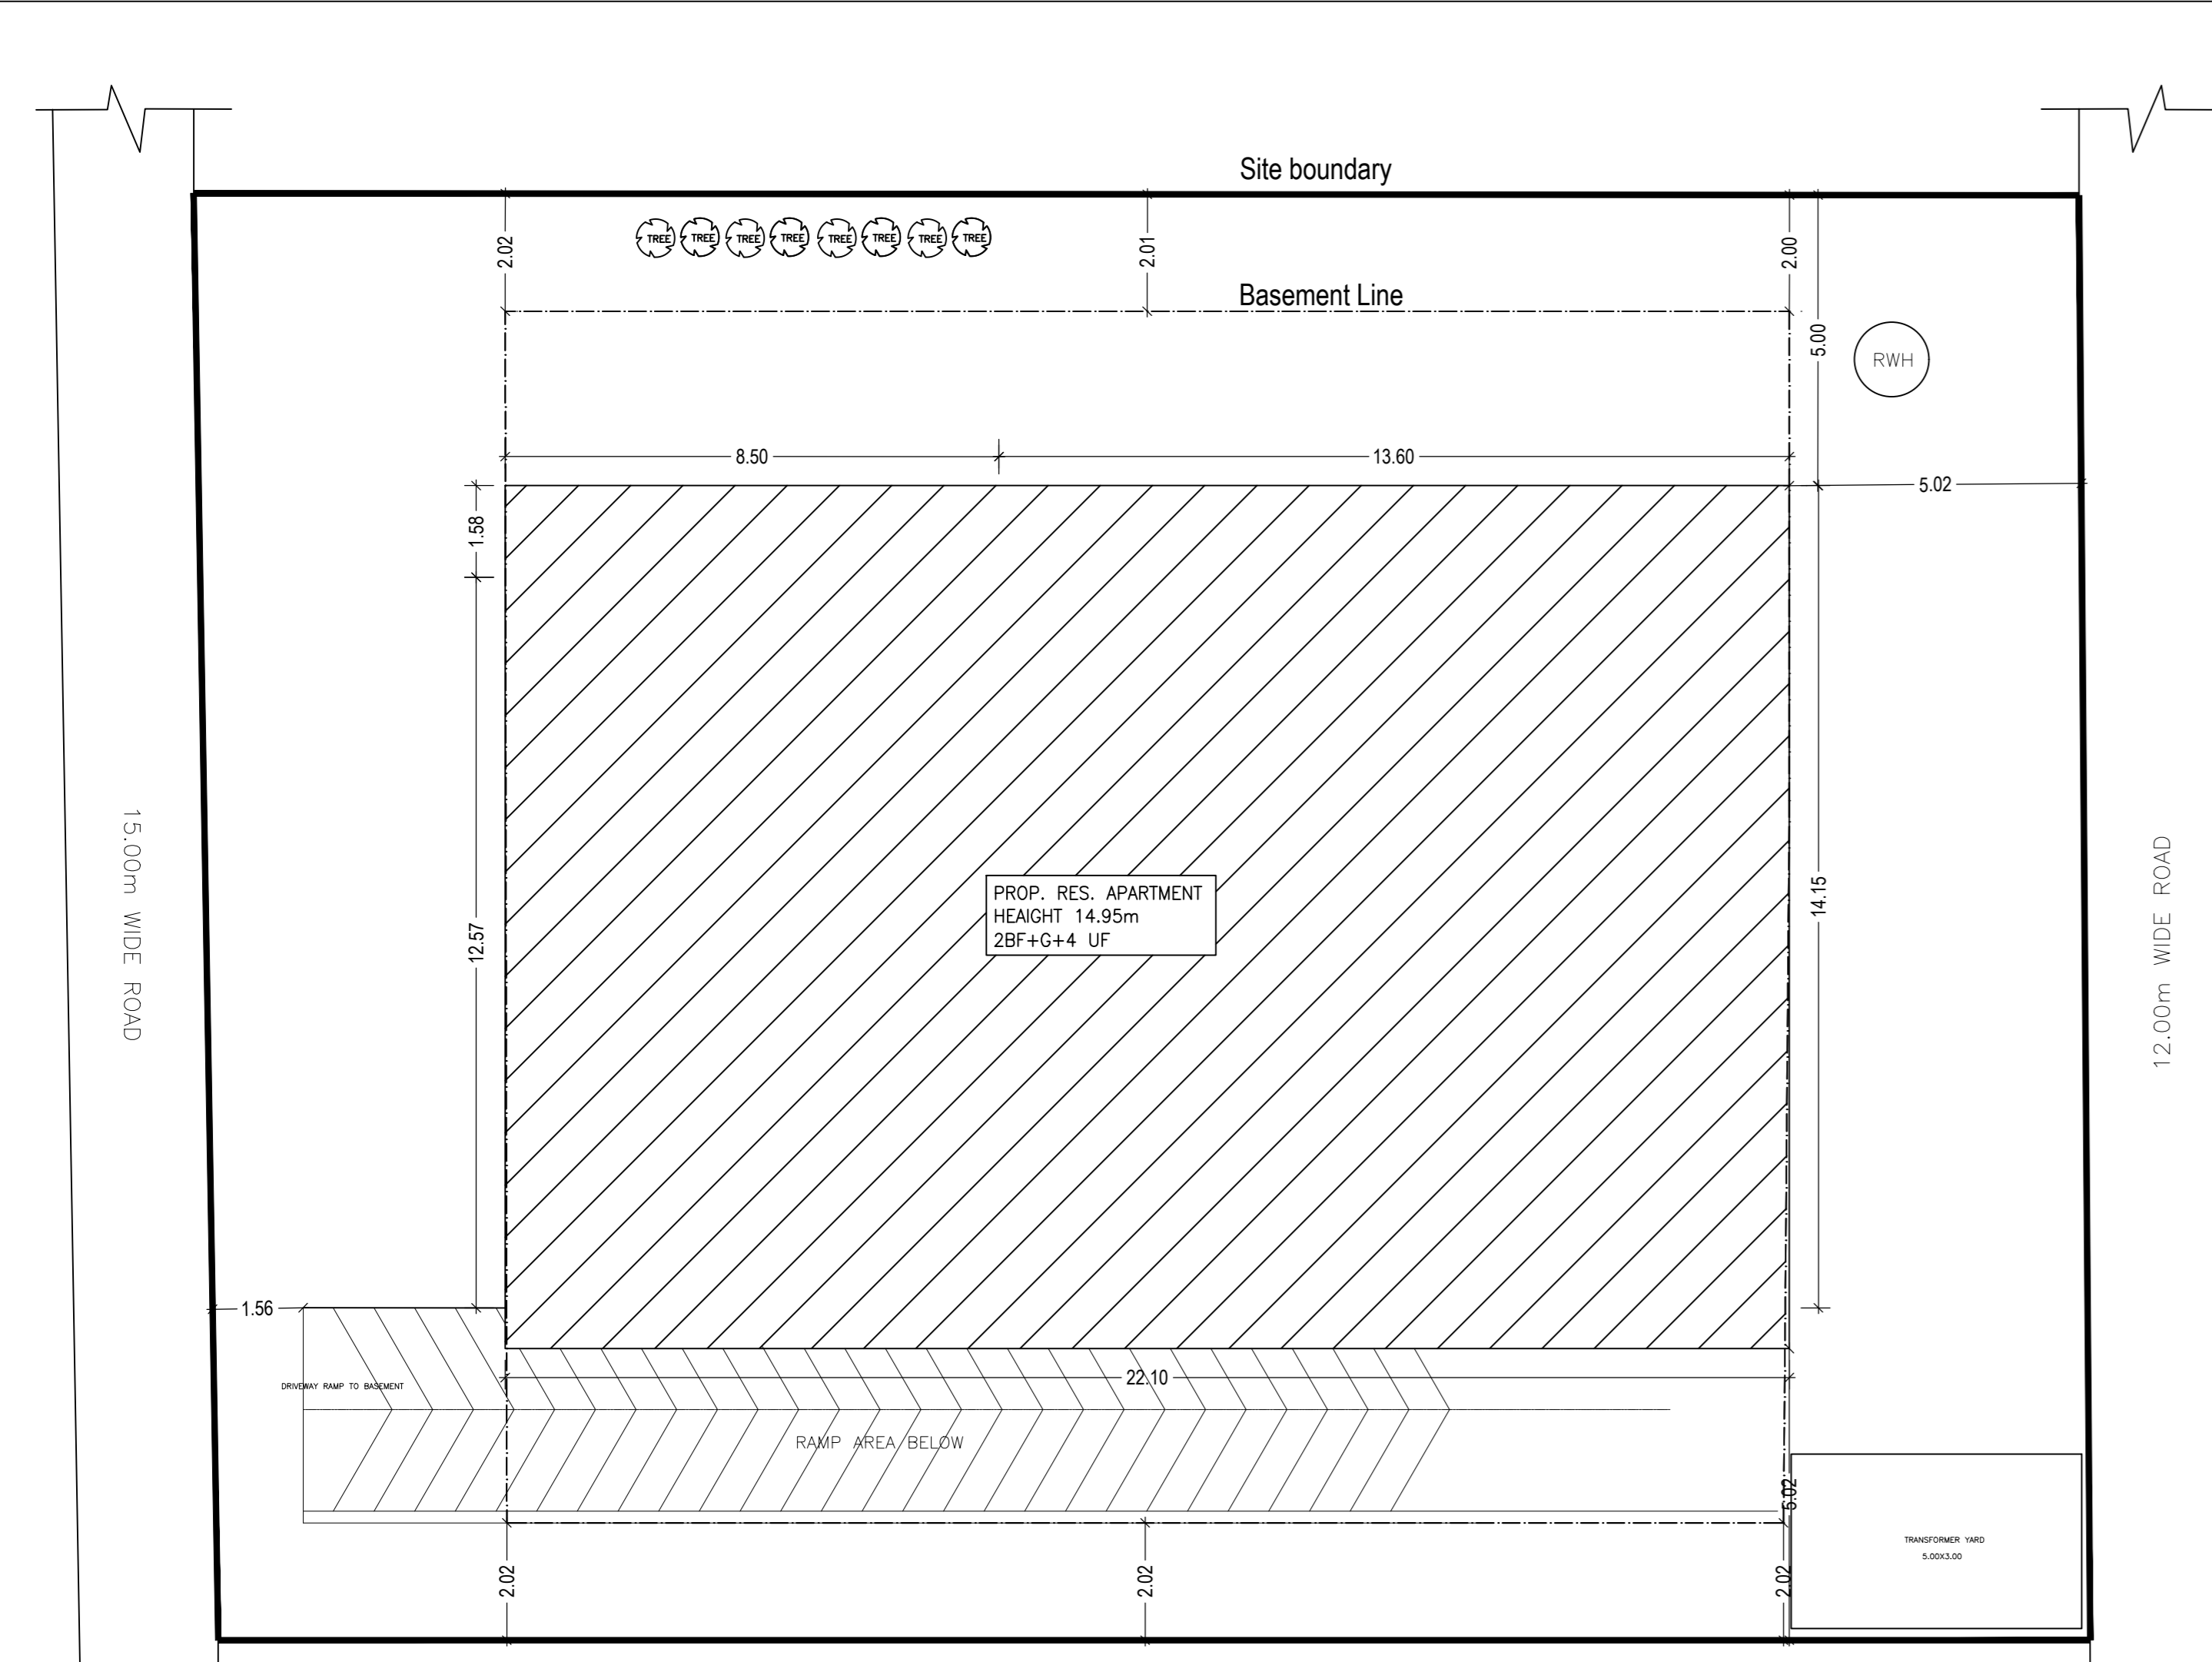 Site boundary
2.02
TREE TREE TREE TREE TREE TREE TREE TREE
2.01
2.00
Basement Line
5.00
RWH
8.50
13.60
5.02
1.58
15.00m WIDE ROAD
12.57
PROP. RES. APARTMENT
HEAIGHT 14.95m
2BF+G+4 UF
14.15
12.00m WIDE ROAD
1.56
DRIVEWAY RAMP TO BASEMENT
22.10
RAMP AREA BELOW
5.02
TRANSFORMER YARD
5.00X3.00
2.02
2.02
2.02